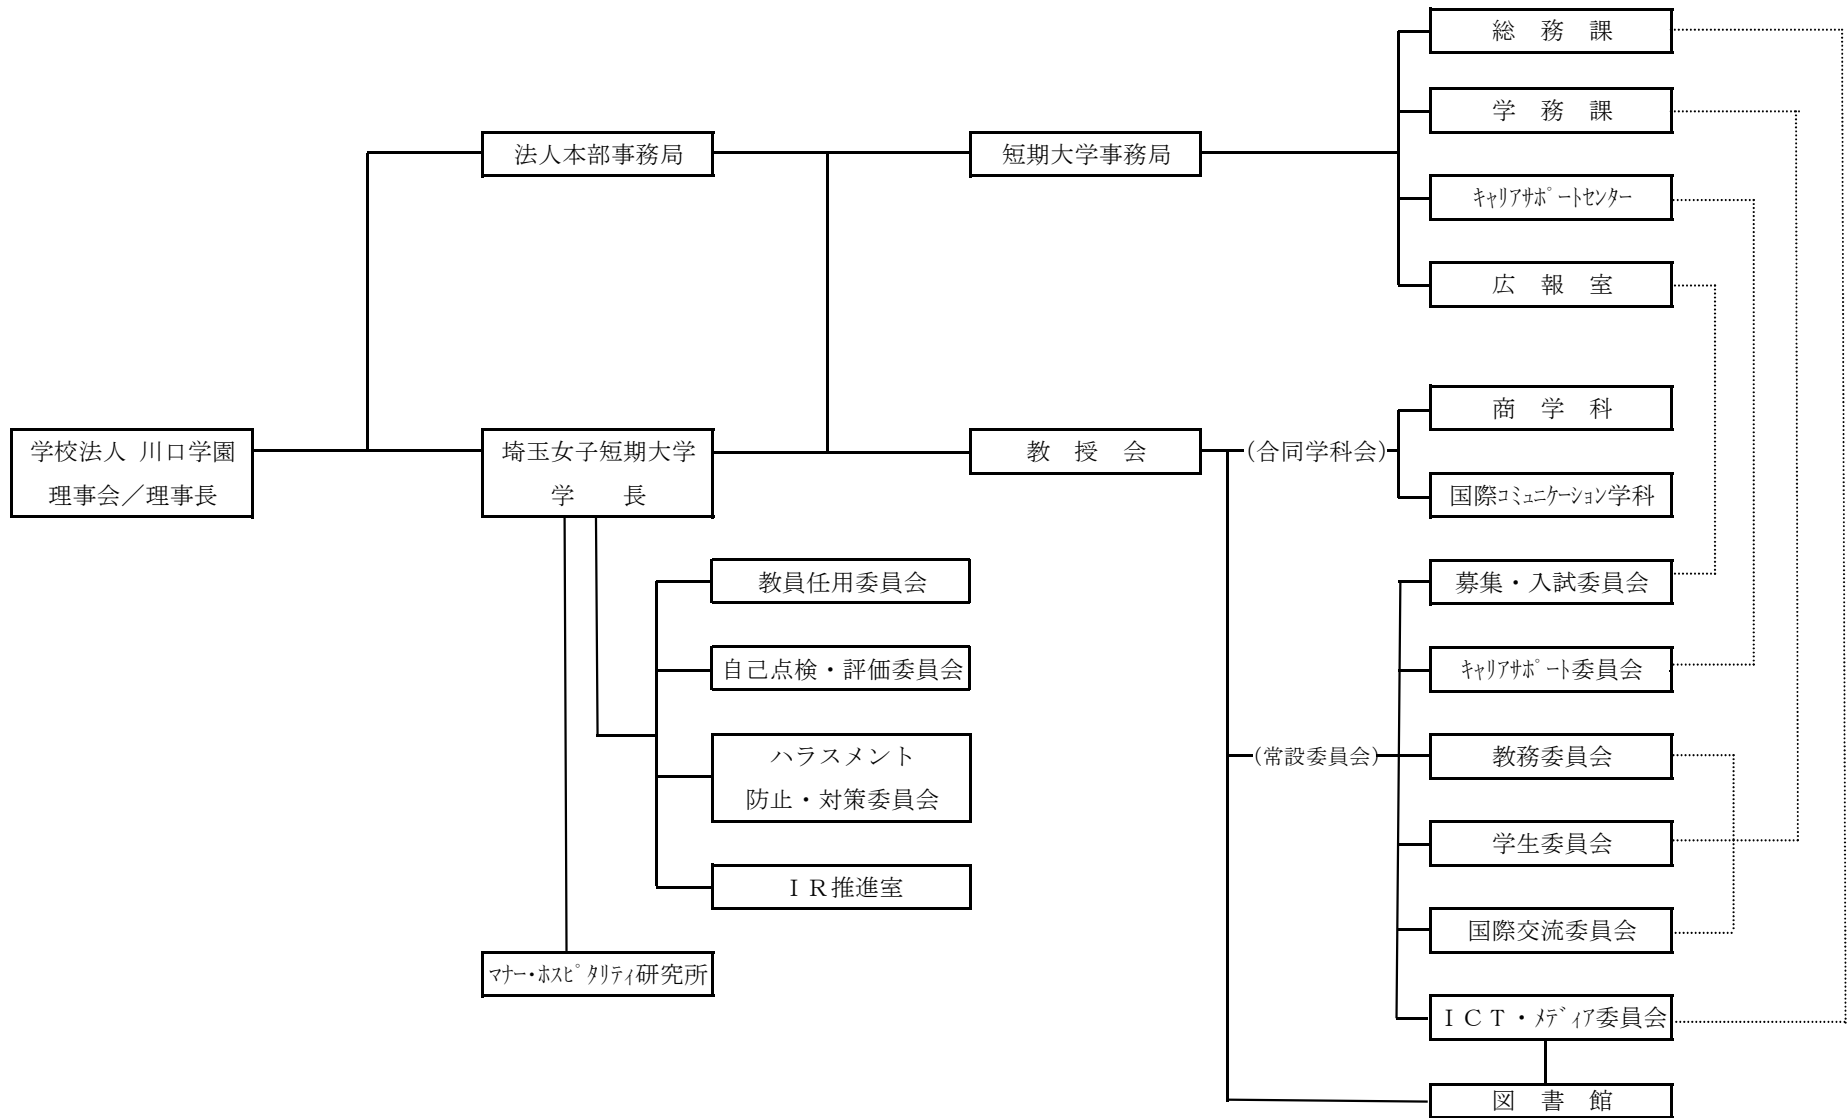 総　務　課
学　務　課
法人本部事務局
短期大学事務局
ｷｬﾘｱｻﾎﾟｰﾄｾﾝﾀｰ
広　報　室
商　学　科
学校法人 川口学園
理事会／理事長
埼玉女子短期大学
学　　長
教　授　会
(合同学科会)
国際ｺﾐｭﾆｹｰｼｮﾝ学科
教員任用委員会
募集・入試委員会
自己点検・評価委員会
ｷｬﾘｱｻﾎﾟｰﾄ委員会
ハラスメント
防止・対策委員会
(常設委員会)
教務委員会
学生委員会
ＩＲ推進室
国際交流委員会
ﾏﾅｰ・ﾎｽﾋﾟﾀﾘﾃｨ研究所
ＩＣＴ・ﾒﾃﾞｨｱ委員会
図　書　館